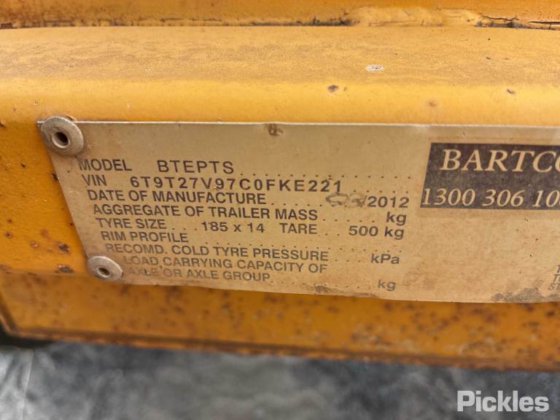 MODEL BTEPTS
VIN 6T9T27V97C0FKE221
DATE OF MANUFACTURE /2012
AGGREGATE OF TRAILER MASS kg
TYRE SIZE 185 x 14 TARE 500 kg
RIM PROFILE
RECOMD. COLD TYRE PRESSURE kPa
LOAD CARRYING CAPACITY OF
AXLE OR AXLE GROUP. kg
BARTCO
1300 306 10
Pickles